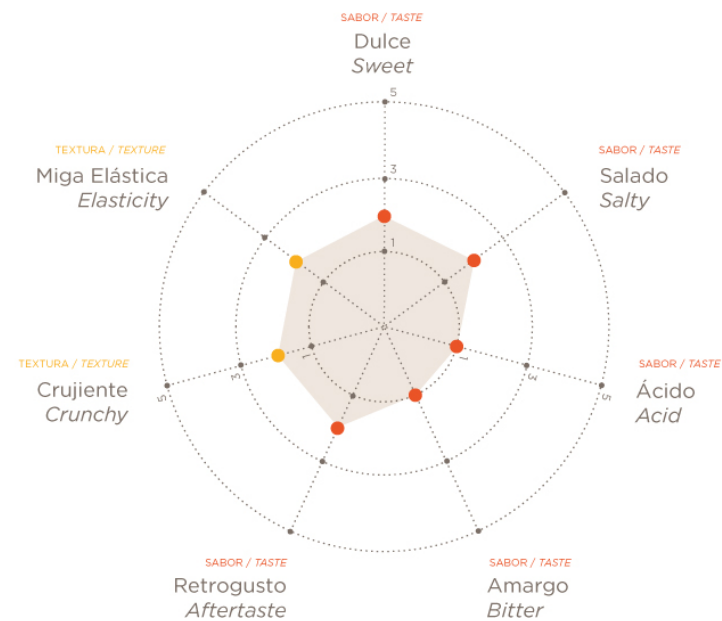 SABOR / TASTE
Dulce
Sweet
5
TEXTURA / TEXTURE
Miga Elástica
Elasticity
SABOR / TASTE
Salado
Salty
3
1
TEXTURA / TEXTURE
Crujiente
Crunchy
5
3
1
1
3
5
SABOR / TASTE
Ácido
Acid
SABOR / TASTE
Retrogusto
Aftertaste
SABOR / TASTE
Amargo
Bitter